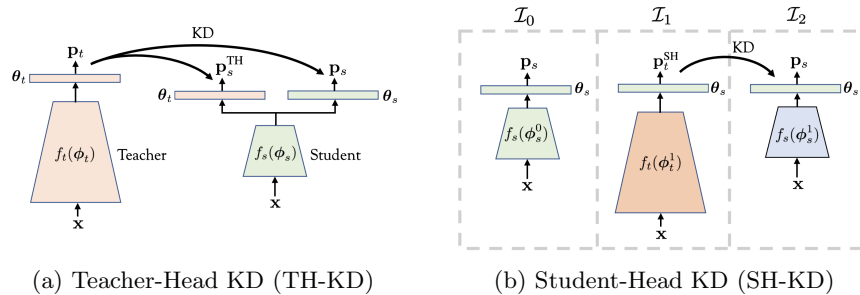 KD
p_t
p_s^TH
p_s
θ_t
θ_t
θ_s
f_t(ϕ_t)
Teacher
f_s(ϕ_s)
Student
x
x
(a) Teacher-Head KD (TH-KD)
I_0
I_1
I_2
KD
p_s
p_t^SH
p_s
θ_s
θ_s
θ_s
f_s(ϕ_s^0)
f_t(ϕ_t^1)
f_s(ϕ_s^1)
x
x
x
(b) Student-Head KD (SH-KD)